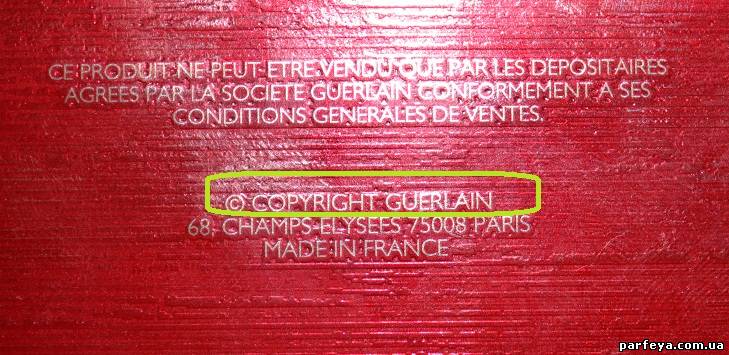 CE PRODUIT NE PEUT ETRE VENDU QUE PAR LES DEPOSITAIRES
AGREES PAR LA SOCIETE GUERLAIN CONFORMEMENT A SES
CONDITIONS GENERALES DE VENTES.
© COPYRIGHT GUERLAIN
68, CHAMPS-ELYSEES 75008 PARIS
MADE IN FRANCE
parfeya.com.ua